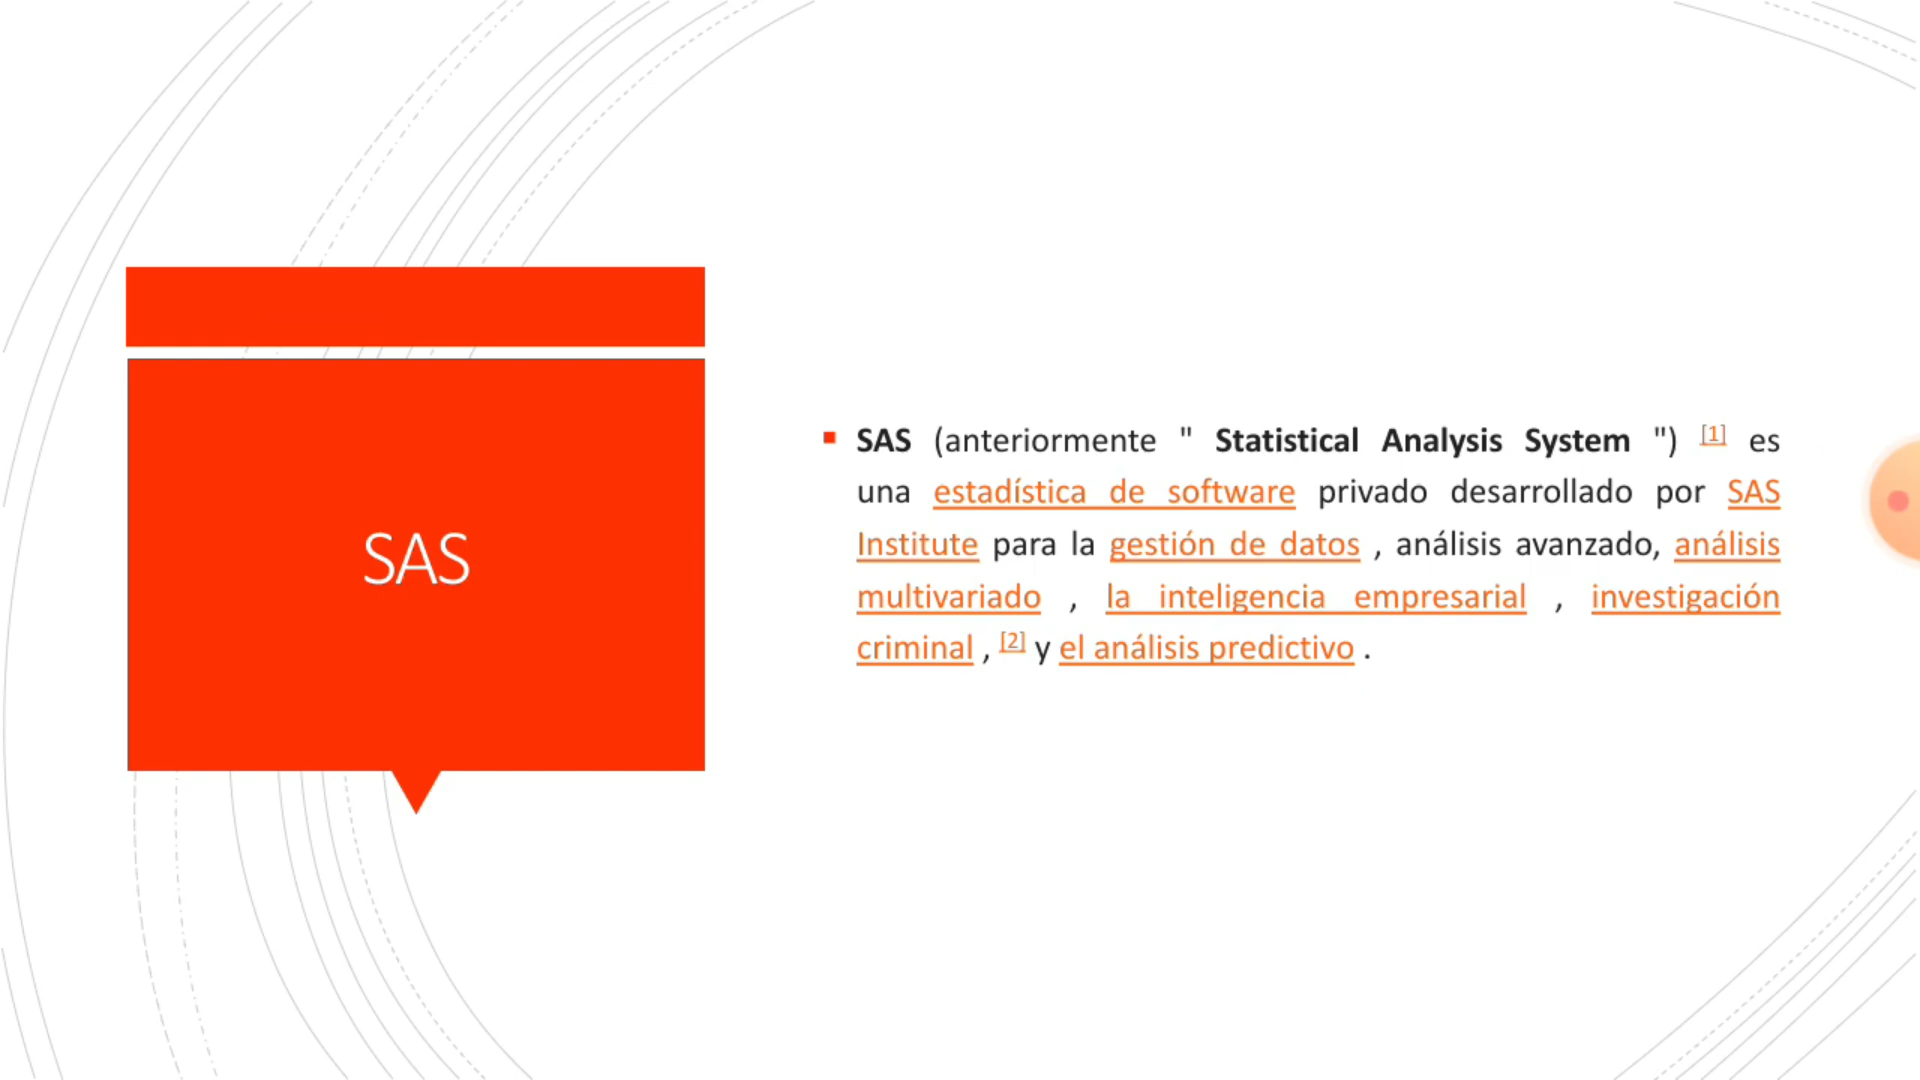 SAS
SAS (anteriormente " Statistical Analysis System ") [1] es
una estadística de software privado desarrollado por SAS
Institute para la gestión de datos , análisis avanzado, análisis
multivariado , la inteligencia empresarial , investigación
criminal , [2] y el análisis predictivo .